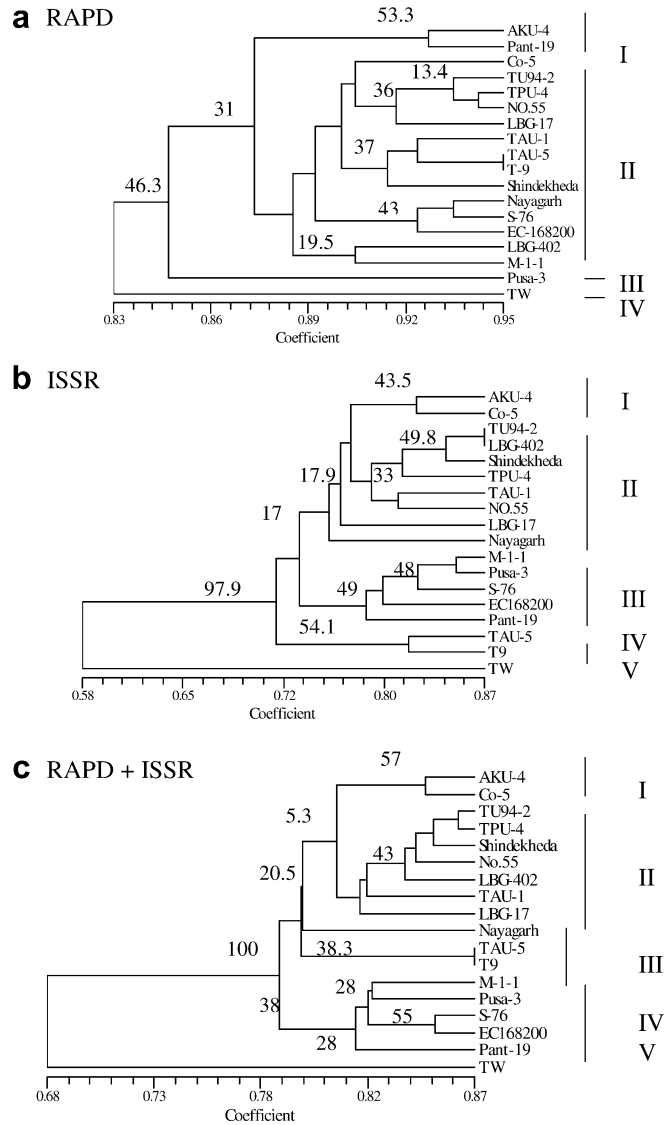 a RAPD
53.3
AKU-4
Pant-19
I
Co-5
13.4
TU94-2
36
TPU-4
NO.55
31
LBG-17
TAU-1
37
TAU-5
T-9
II
46.3
Shindekheda
Nayagarh
43
S-76
EC-168200
19.5
LBG-402
M-1-1
Pusa-3
III
TW
IV
0.83 0.86 0.89 0.92 0.95
Coefficient
b ISSR
43.5
AKU-4
I
Co-5
TU94-2
49.8
LBG-402
Shindekheda
17.9
33
TPU-4
II
TAU-1
17
NO.55
LBG-17
Nayagarh
M-1-1
48
Pusa-3
97.9
49
S-76
III
EC168200
54.1
Pant-19
TAU-5
IV
T9
TW
V
0.58 0.65 0.72 0.80 0.87
Coefficient
c RAPD + ISSR
57
AKU-4
I
Co-5
5.3
TU94-2
TPU-4
Shindekheda
43
No.55
20.5
LBG-402
II
TAU-1
LBG-17
Nayagarh
100
38.3
TAU-5
T9
III
28
M-1-1
38
Pusa-3
55
S-76
IV
EC168200
28
Pant-19
V
TW
0.68 0.73 0.78 0.82 0.87
Coefficient